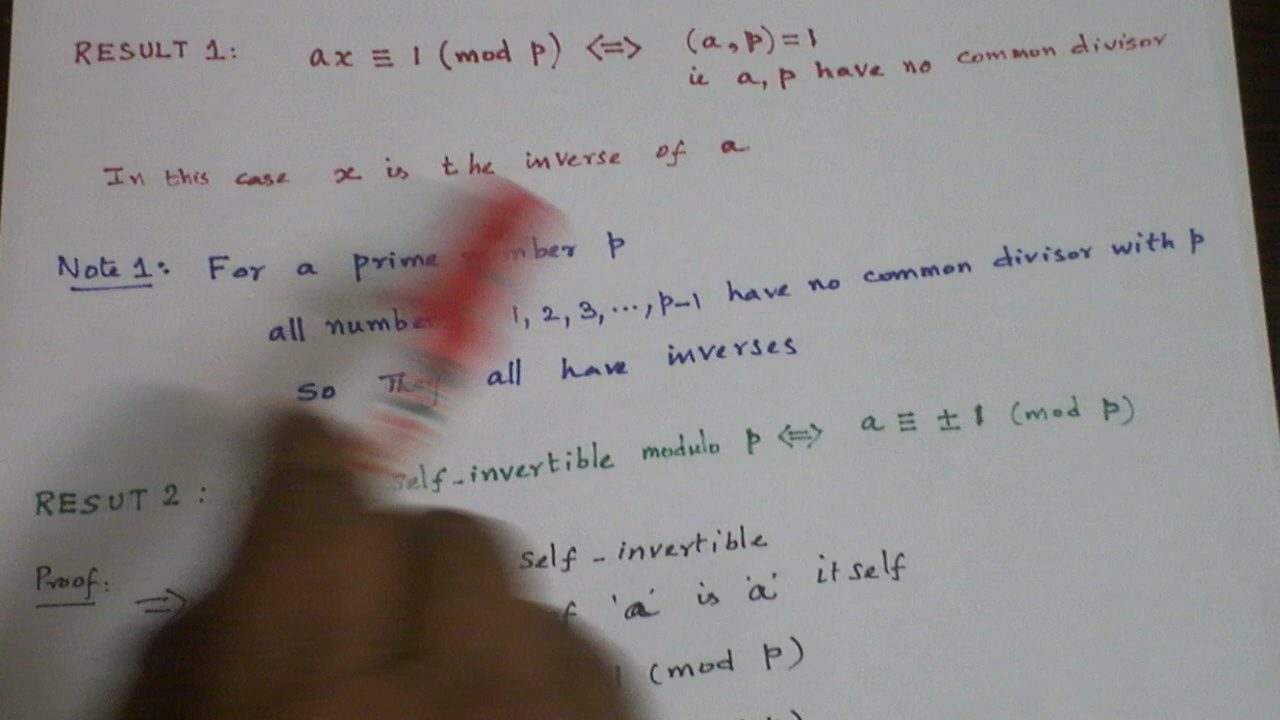 RESULT 1: ax ≡ 1 (mod p) ⇔ (a, p) = 1
ie a, p have no common divisor
In this case x is the inverse of a
Note 1: For a prime p
all 1, 2, 3, ..., p-1 have no common divisor with p
so They all have inverses
RESUT 2: self-invertible modulo p ⇔ a ≡ ± 1 (mod p)
Proof: ⇒ self-invertible
'a' is 'a' itself
1 (mod p)